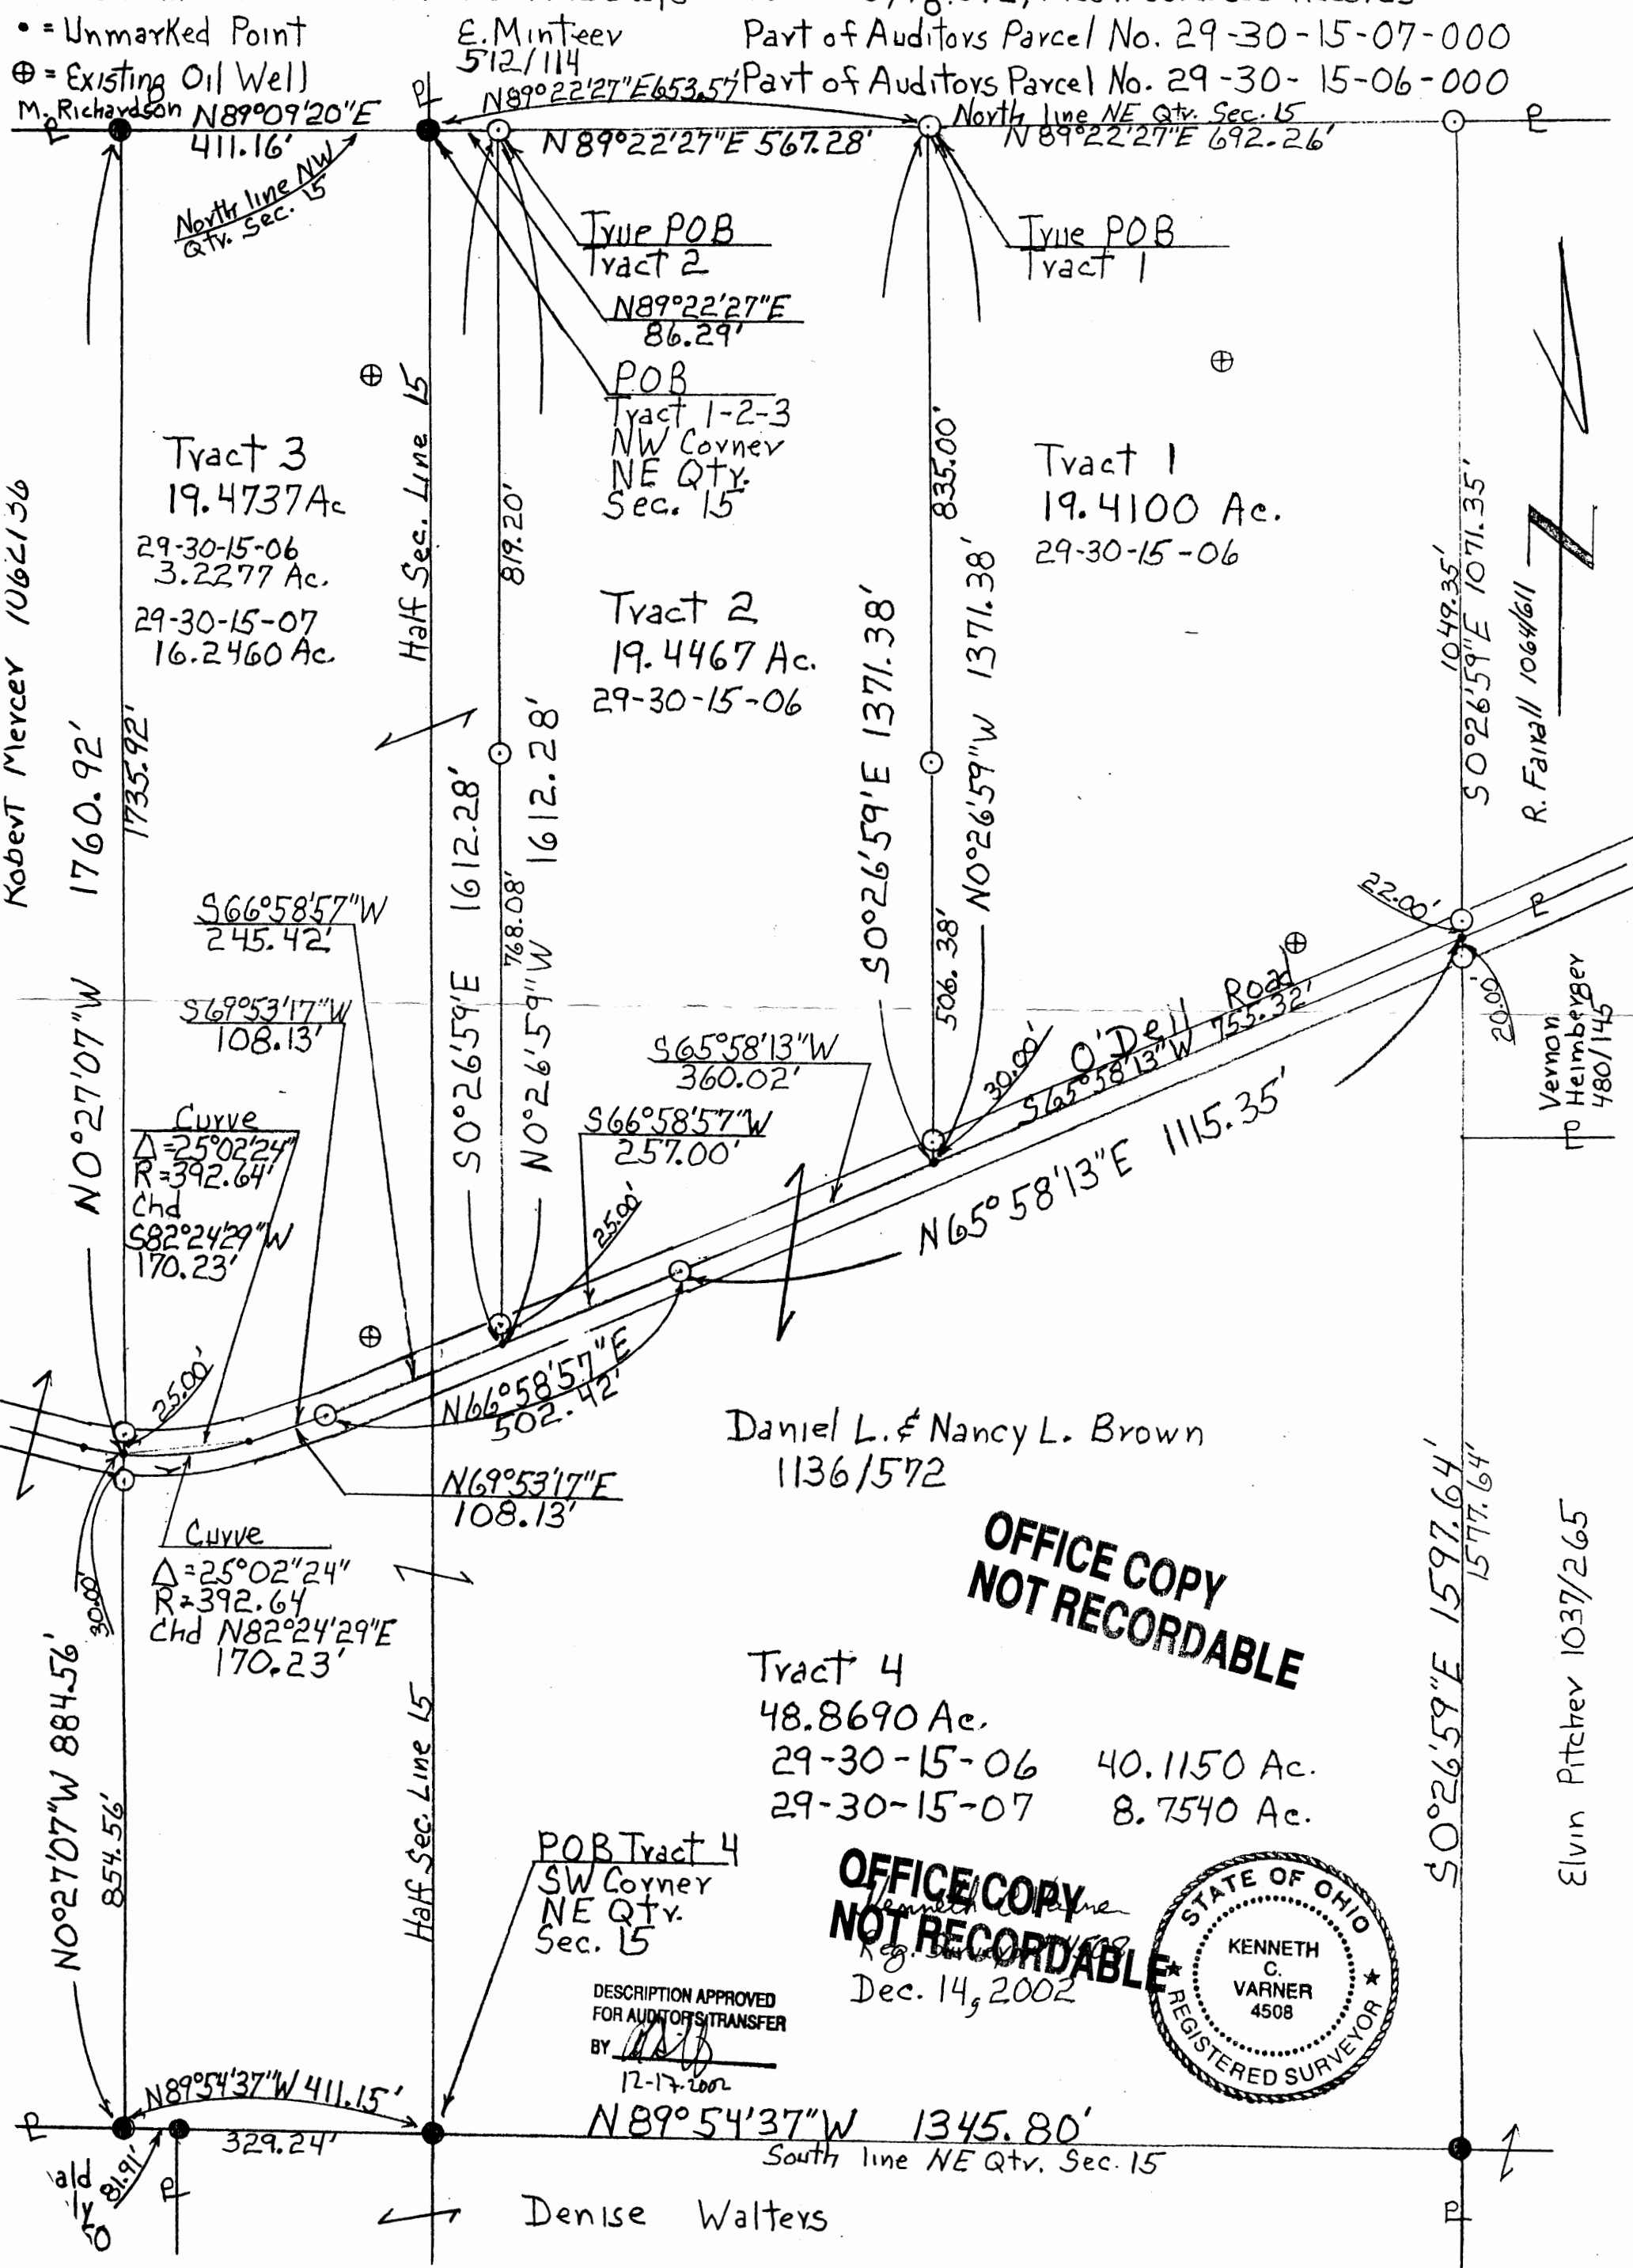 • = Unmarked Point
⊕ = Existing Oil Well
E. Minteer
512/114
Part of Auditors Parcel No. 29-30-15-07-000
Part of Auditors Parcel No. 29-30-15-06-000
M. Richardson
N89°09'20"E
411.16'
North line NW
Qtr. Sec. 15
N89°22'27"E 653.57'
N89°22'27"E 567.28'
North line NE Qtr. Sec. 15
N89°22'27"E 692.26'
True POB
Tract 2
True POB
Tract 1
N89°22'27"E
86.29'
POB
Tract 1-2-3
NW Corner
NE Qtr.
Sec. 15
Half Sec. Line 15
Tract 3
19.4737 Ac
29-30-15-06
3.2277 Ac.
29-30-15-07
16.2460 Ac.
Tract 2
19.4467 Ac.
29-30-15-06
Tract 1
19.4100 Ac.
29-30-15-06
Robert Mercer 1062/136
N0°27'07"W 1760.92'
1735.92'
819.20'
768.08'
S0°26'59'E 1612.28'
N0°26'59"W 1612.28'
835.00'
506.38'
S0°26'59'E 1371.38'
N0°26'59"W 1371.38'
1049.35'
S0°26'59"E 1071.35'
R. Fairall 1064/611
22.00'
20.00'
Vernon
Heimberger
480/145
S66°58'57"W
245.42'
S69°53'17"W
108.13'
Curve
Δ=25°02'24"
R=392.64'
Chd
S82°24'29"W
170.23'
S65°58'13"W
360.02'
S66°58'57"W
257.00'
30.00'
O'Dell Road
S65°58'13"W 755.32'
N65°58'13"E 1115.35'
25.00'
25.00'
N66°58'57"E
502.42'
N69°53'17"E
108.13'
Curve
Δ=25°02"24"
R=392.64
Chd N82°24'29"E
170.23'
30.00'
Daniel L. & Nancy L. Brown
1136/572
OFFICE COPY
NOT RECORDABLE
Tract 4
48.8690 Ac.
29-30-15-06 40.1150 Ac.
29-30-15-07 8.7540 Ac.
N0°27'07"W 884.56'
854.56'
Half Sec. Line 15
S0°26'59"E 1597.64'
1577.64'
Elvin Pitcher 1037/265
POB Tract 4
SW Corner
NE Qtr.
Sec. 15
OFFICE COPY
NOT RECORDABLE
Dec. 14, 2002
STATE OF OHIO
KENNETH
C.
VARNER
4508
REGISTERED SURVEYOR
DESCRIPTION APPROVED
FOR AUDITORS TRANSFER
BY
12-17-2002
N89°54'37"W 411.15'
329.24'
81.91'
N89°54'37"W 1345.80'
South line NE Qtr. Sec. 15
Denise Walters